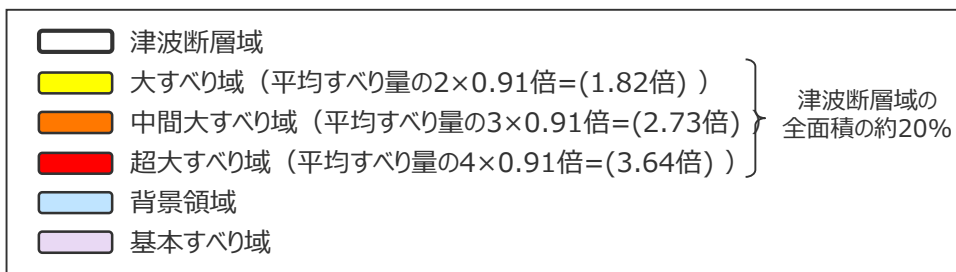 津波断層域
大すべり域（平均すべり量の2×0.91倍=(1.82倍) ）
中間大すべり域（平均すべり量の3×0.91倍=(2.73倍) ）
超大すべり域（平均すべり量の4×0.91倍=(3.64倍) ）
背景領域
基本すべり域
津波断層域の
全面積の約20%